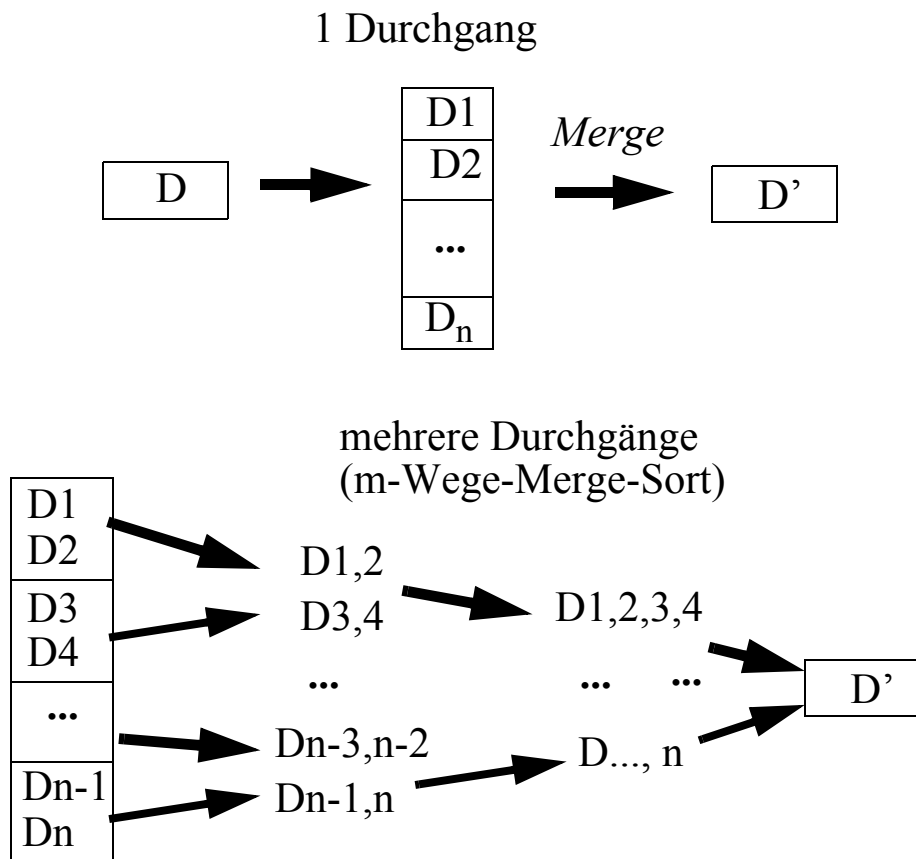 1 Durchgang
D1
Merge
D2
D
D’
...
Dn
mehrere Durchgänge
(m-Wege-Merge-Sort)
D1
D2
D1,2
D3
D3,4
D1,2,3,4
D4
...
...
... ...
D’
Dn-3,n-2
D..., n
Dn-1
Dn-1,n
Dn